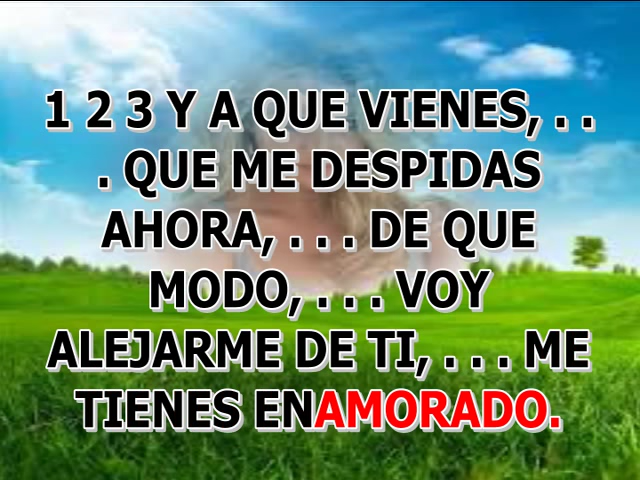 1 2 3 Y A QUE VIENES, . .
. QUE ME DESPIDAS
AHORA, . . . DE QUE
MODO, . . . VOY
ALEJARME DE TI, . . . ME
TIENES ENAMORADO.